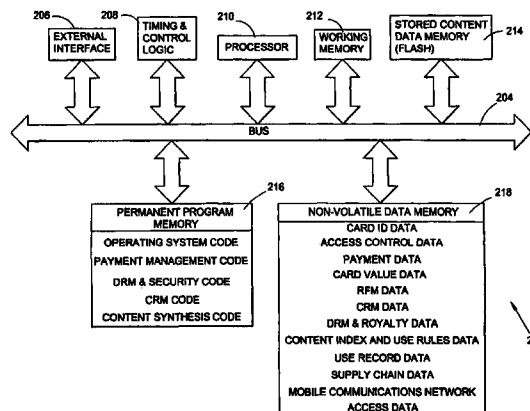 206
208
210
212
EXTERNAL
INTERFACE
TIMING &
CONTROL
LOGIC
PROCESSOR
WORKING
MEMORY
STORED CONTENT
DATA MEMORY
(FLASH)
214
204
BUS
216
218
PERMANENT PROGRAM
MEMORY
OPERATING SYSTEM CODE
PAYMENT MANAGEMENT CODE
DRM & SECURITY CODE
CRM CODE
CONTENT SYNTHESIS CODE
NON-VOLATILE DATA MEMORY
CARD ID DATA
ACCESS CONTROL DATA
PAYMENT DATA
CARD VALUE DATA
RFM DATA
CRM DATA
DRM & ROYALTY DATA
CONTENT INDEX AND USE RULES DATA
USE RECORD DATA
SUPPLY CHAIN DATA
MOBILE COMMUNICATIONS NETWORK
ACCESS DATA